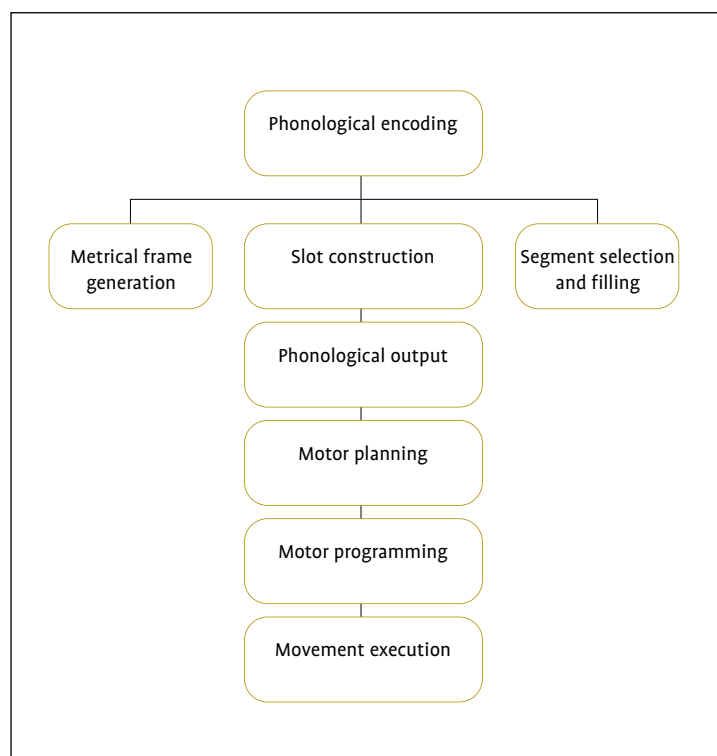 Phonological encoding
Metrical frame
generation
Slot construction
Segment selection
and filling
Phonological output
Motor planning
Motor programming
Movement execution